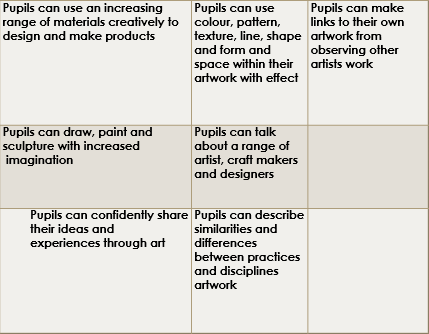 Pupils can use an increasing
range of materials creatively to
design and make products
Pupils can use
colour, pattern,
texture, line, shape
and form and
space within their
artwork with effect
Pupils can make
links to their own
artwork from
observing other
artists work
Pupils can draw, paint and
sculpture with increased
imagination
Pupils can talk
about a range of
artist, craft makers
and designers
Pupils can confidently share
their ideas and
experiences through art
Pupils can describe
similarities and
differences
between practices
and disciplines
artwork